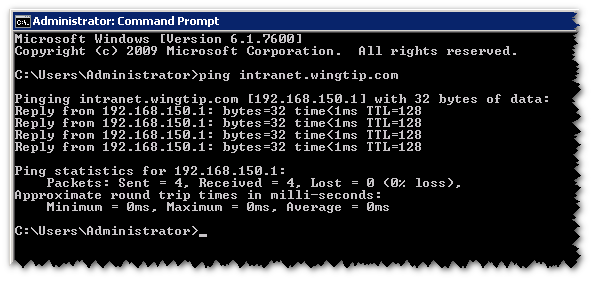 Administrator: Command Prompt
Microsoft Windows [Version 6.1.7600]
Copyright (c) 2009 Microsoft Corporation.  All rights reserved.
C:\Users\Administrator>ping intranet.wingtip.com
Pinging intranet.wingtip.com [192.168.150.1] with 32 bytes of data:
Reply from 192.168.150.1: bytes=32 time<1ms TTL=128
Reply from 192.168.150.1: bytes=32 time<1ms TTL=128
Reply from 192.168.150.1: bytes=32 time<1ms TTL=128
Reply from 192.168.150.1: bytes=32 time<1ms TTL=128
Ping statistics for 192.168.150.1:
    Packets: Sent = 4, Received = 4, Lost = 0 (0% loss),
Approximate round trip times in milli-seconds:
    Minimum = 0ms, Maximum = 0ms, Average = 0ms
C:\Users\Administrator>_